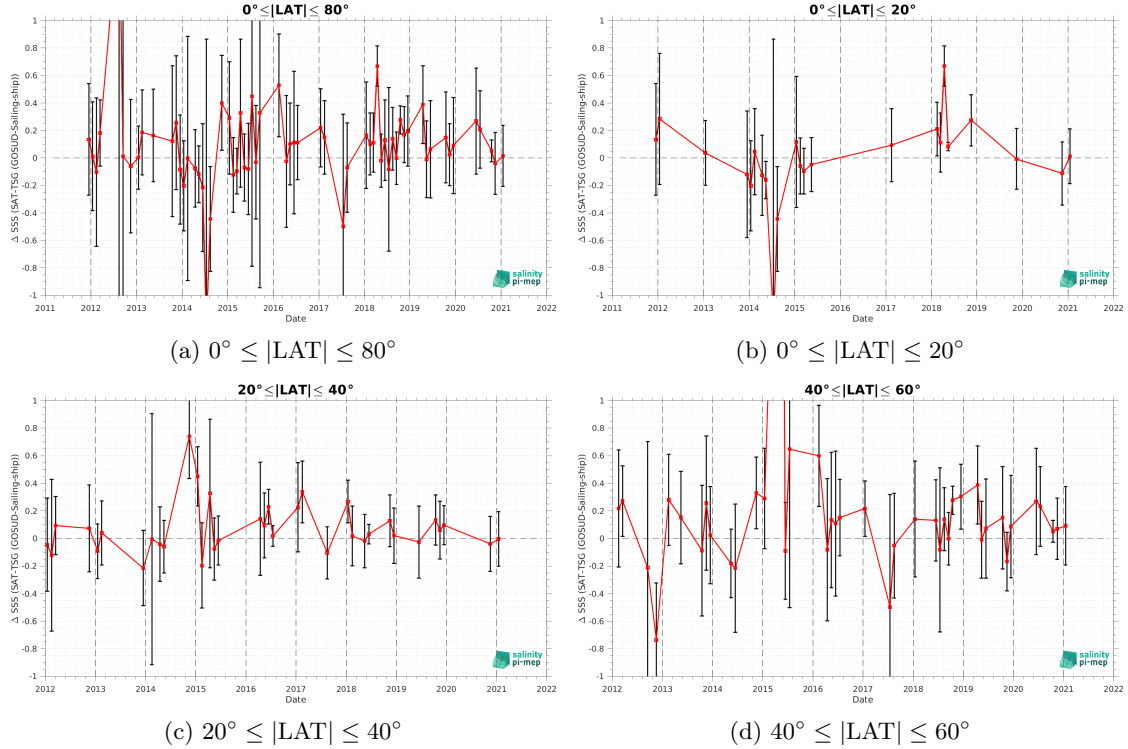 0°≤|LAT|≤ 80°
Δ SSS (SAT-TSG (GOSUD-Sailing-ship))
1
0.8
0.6
0.4
0.2
0
-0.2
-0.4
-0.6
-0.8
-1
salinity
pi-mep
2011 2012 2013 2014 2015 2016 2017 2018 2019 2020 2021 2022
Date
(a) 0° ≤ |LAT| ≤ 80°
0°≤|LAT|≤ 20°
Δ SSS (SAT-TSG (GOSUD-Sailing-ship))
1
0.8
0.6
0.4
0.2
0
-0.2
-0.4
-0.6
-0.8
-1
salinity
pi-mep
2011 2012 2013 2014 2015 2016 2017 2018 2019 2020 2021 2022
Date
(b) 0° ≤ |LAT| ≤ 20°
20°≤|LAT|≤ 40°
Δ SSS (SAT-TSG (GOSUD-Sailing-ship))
1
0.8
0.6
0.4
0.2
0
-0.2
-0.4
-0.6
-0.8
-1
salinity
pi-mep
2012 2013 2014 2015 2016 2017 2018 2019 2020 2021 2022
Date
(c) 20° ≤ |LAT| ≤ 40°
40°≤|LAT|≤ 60°
Δ SSS (SAT-TSG (GOSUD-Sailing-ship))
1
0.8
0.6
0.4
0.2
0
-0.2
-0.4
-0.6
-0.8
-1
salinity
pi-mep
2012 2013 2014 2015 2016 2017 2018 2019 2020 2021 2022
Date
(d) 40° ≤ |LAT| ≤ 60°